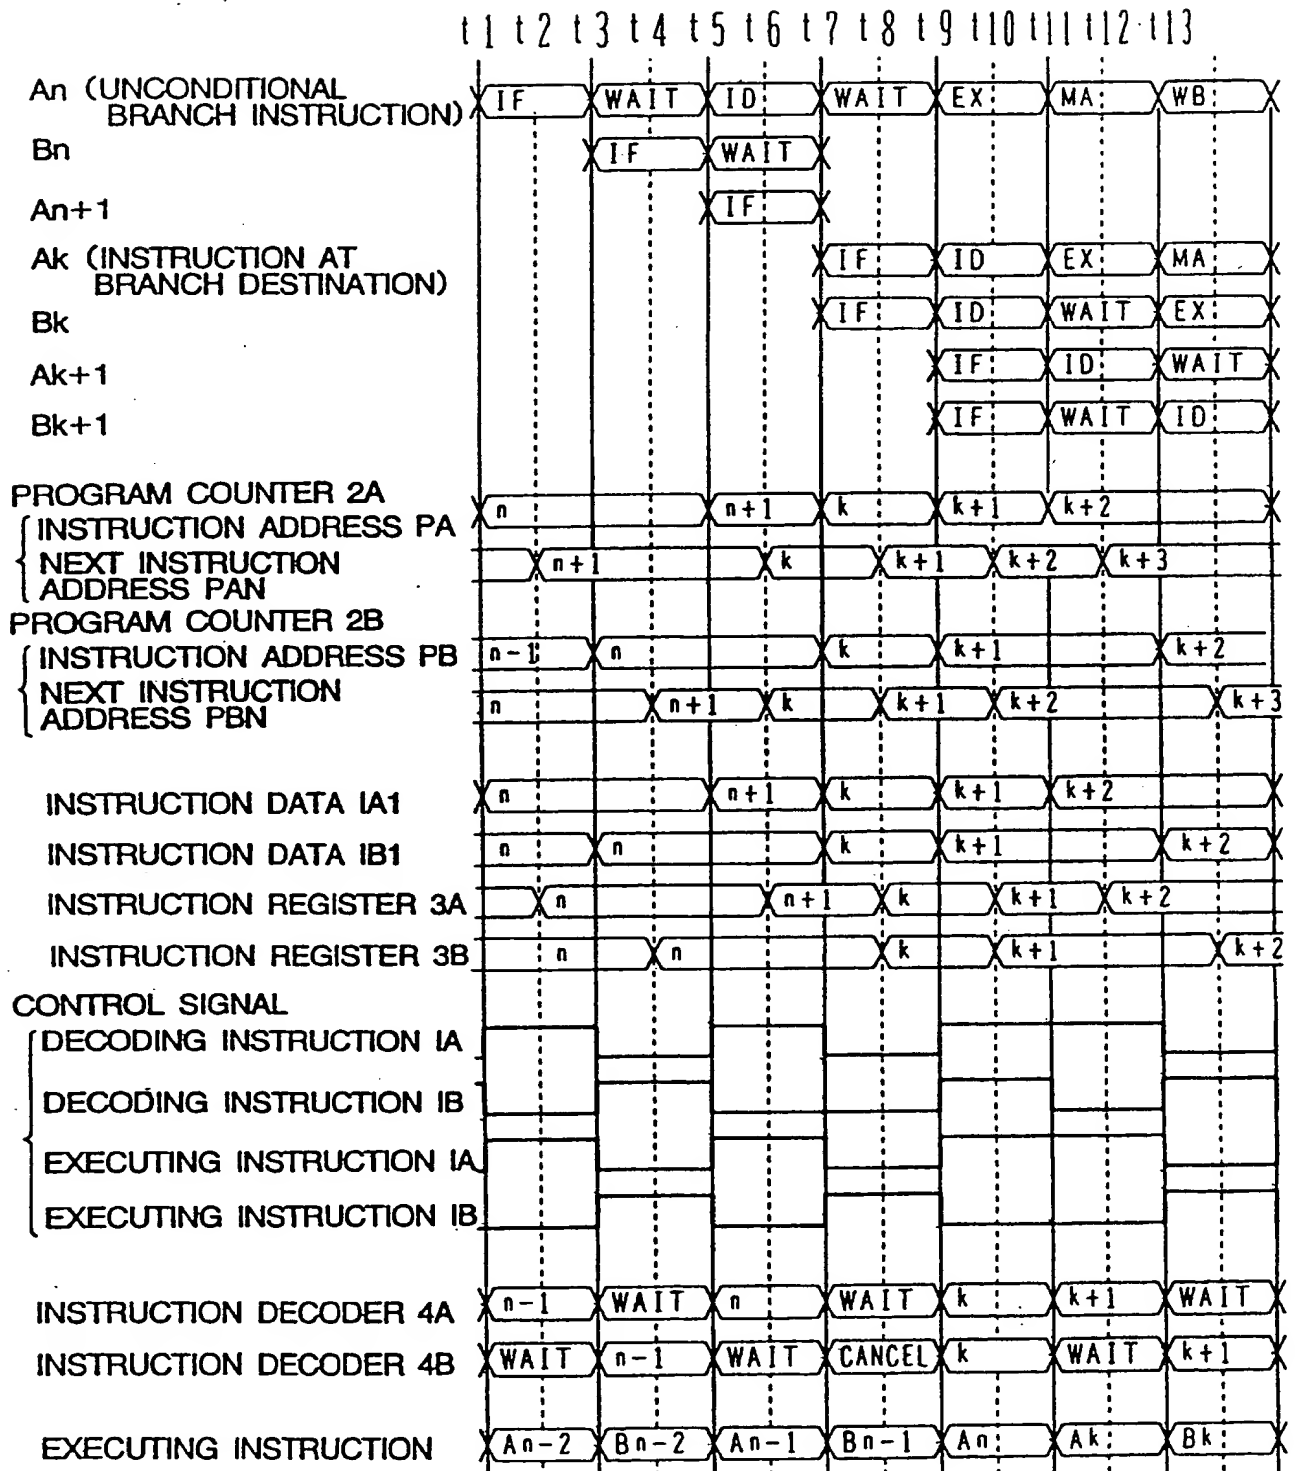 t1 t2 t3 t4 t5 t6 t7 t8 t9 t10 t11 t12 t13
An (UNCONDITIONAL
BRANCH INSTRUCTION) IF WAIT ID WAIT EX MA WB
Bn IF WAIT
An+1 IF
Ak (INSTRUCTION AT
BRANCH DESTINATION) IF ID EX MA
Bk IF ID WAIT EX
Ak+1 IF ID WAIT
Bk+1 IF WAIT ID
PROGRAM COUNTER 2A
INSTRUCTION ADDRESS PA n n+1 k k+1 k+2
NEXT INSTRUCTION
ADDRESS PAN n+1 k k+1 k+2 k+3
PROGRAM COUNTER 2B
INSTRUCTION ADDRESS PB n-1 n k k+1 k+2
NEXT INSTRUCTION
ADDRESS PBN n n+1 k k+1 k+2 k+3
INSTRUCTION DATA IA1 n n+1 k k+1 k+2
INSTRUCTION DATA IB1 n n k k+1 k+2
INSTRUCTION REGISTER 3A n n+1 k k+1 k+2
INSTRUCTION REGISTER 3B n n k k+1 k+2
CONTROL SIGNAL
DECODING INSTRUCTION IA
DECODING INSTRUCTION IB
EXECUTING INSTRUCTION IA
EXECUTING INSTRUCTION IB
INSTRUCTION DECODER 4A n-1 WAIT n WAIT k k+1 WAIT
INSTRUCTION DECODER 4B WAIT n-1 WAIT CANCEL k WAIT k+1
EXECUTING INSTRUCTION An-2 Bn-2 An-1 Bn-1 An Ak Bk